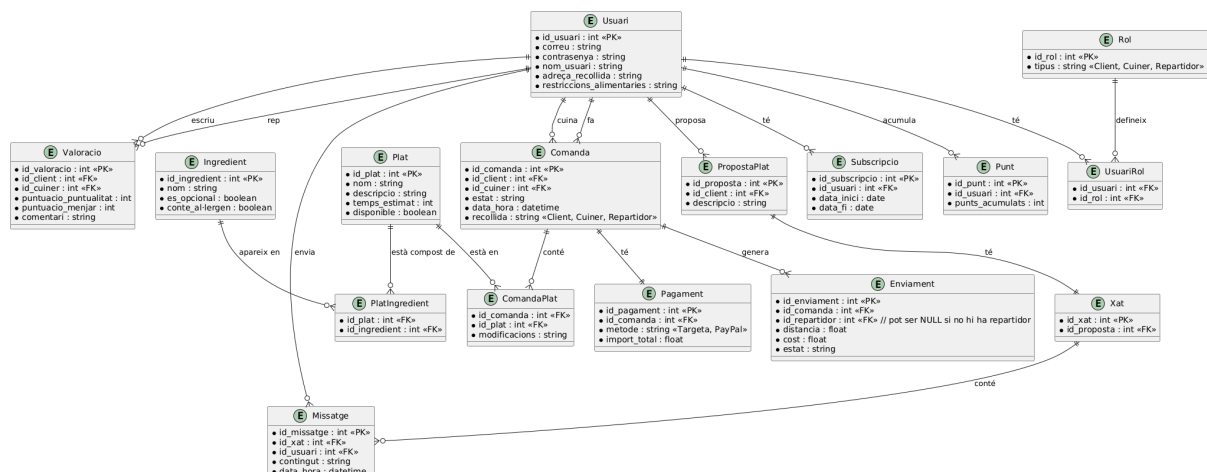 E Usuari
id_usuari : int «PK»
correu : string
contrasenya : string
nom_usuari : string
adreça_recollida : string
restriccions_alimentaries : string
E Rol
id_rol : int «PK»
tipus : string «Client, Cuiner, Repartidor»
escriu
rep
cuina
fa
proposa
té
acumula
té
defineix
E Valoracio
id_valoracio : int «PK»
id_client : int «FK»
id_cuiner : int «FK»
puntuacio_puntualitat : int
puntuacio_menjar : int
comentari : string
E Ingredient
id_ingredient : int «PK»
nom : string
es_opcional : boolean
conte_al·lergen : boolean
E Plat
id_plat : int «PK»
nom : string
descripcio : string
temps_estimat : int
disponible : boolean
E Comanda
id_comanda : int «PK»
id_client : int «FK»
id_cuiner : int «FK»
estat : string
data_hora : datetime
recollida : string «Client, Cuiner, Repartidor»
E PropostaPlat
id_proposta : int «PK»
id_client : int «FK»
descripcio : string
E Subscripcio
id_subscripcio : int «PK»
id_usuari : int «FK»
data_inici : date
data_fi : date
E Punt
id_punt : int «PK»
id_usuari : int «FK»
punts_acumulats : int
E UsuariRol
id_usuari : int «FK»
id_rol : int «FK»
apareix en
envia
està compost de
està en
conté
té
genera
té
E PlatIngredient
id_plat : int «FK»
id_ingredient : int «FK»
E ComandaPlat
id_comanda : int «FK»
id_plat : int «FK»
modificacions : string
E Pagament
id_pagament : int «PK»
id_comanda : int «FK»
metode : string «Targeta, PayPal»
import_total : float
E Enviament
id_enviament : int «PK»
id_comanda : int «FK»
id_repartidor : int «FK» // pot ser NULL si no hi ha repartidor
distancia : float
cost : float
estat : string
E Xat
id_xat : int «PK»
id_proposta : int «FK»
conté
E Missatge
id_missatge : int «PK»
id_xat : int «FK»
id_usuari : int «FK»
contingut : string
data_hora : datetime